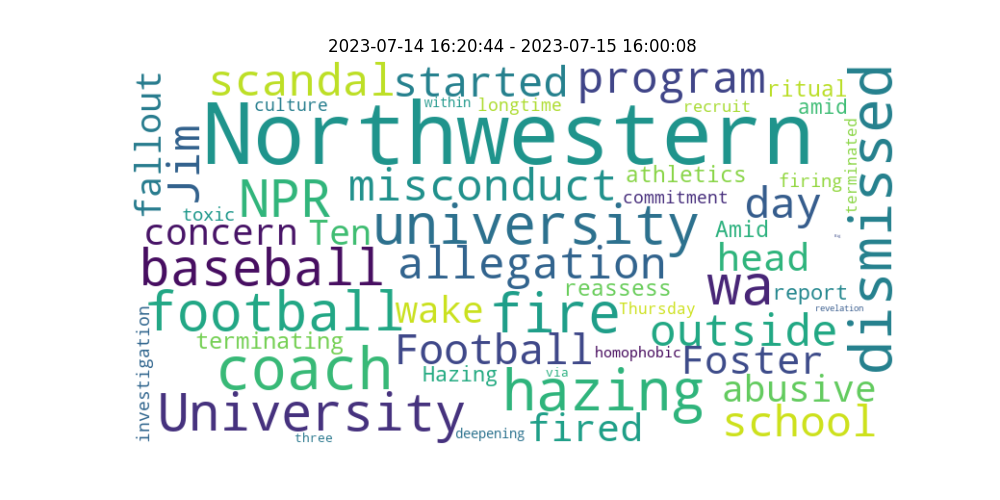 2023-07-14 16:20:44 - 2023-07-15 16:00:08
scandal started program ritual
fallout Jim culture within longtime recruit amid
Northwestern terminated dismissed
misconduct athletics firing
NPR commitment day
toxic university
concern Ten Amid
baseball allegation head
reassess wa report
football wake fire Thursday revelation
investigation terminating outside
coach Football homophobic Foster
Hazing via hazing abusive
University fired school
three deepening